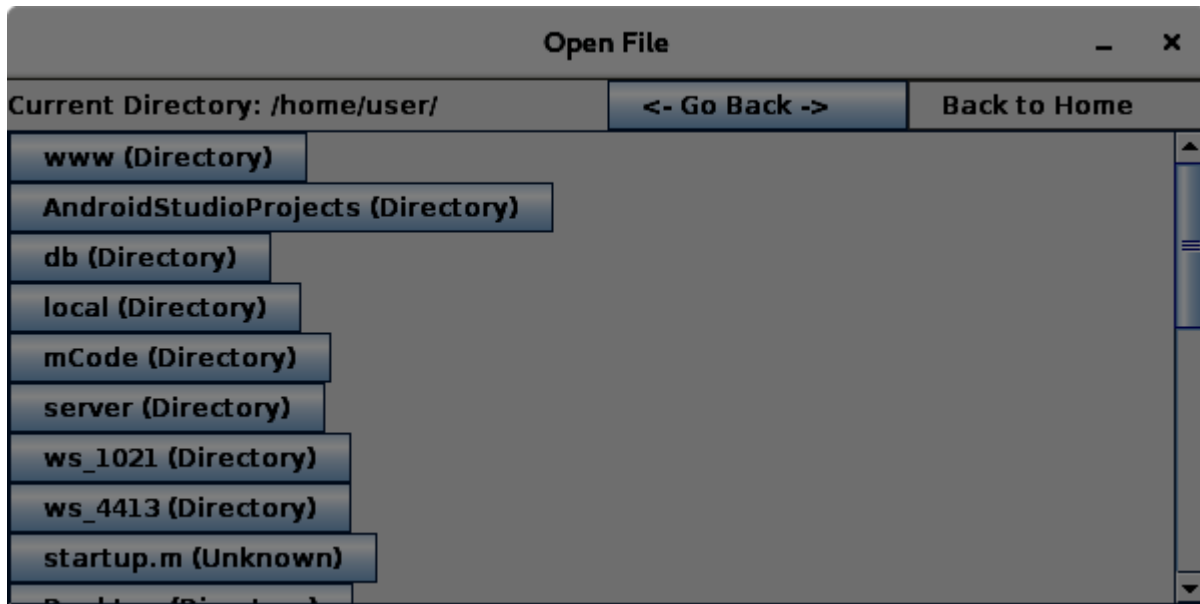 Open File
Current Directory: /home/user/ <- Go Back -> Back to Home
www (Directory)
AndroidStudioProjects (Directory)
db (Directory)
local (Directory)
mCode (Directory)
server (Directory)
ws_1021 (Directory)
ws_4413 (Directory)
startup.m (Unknown)